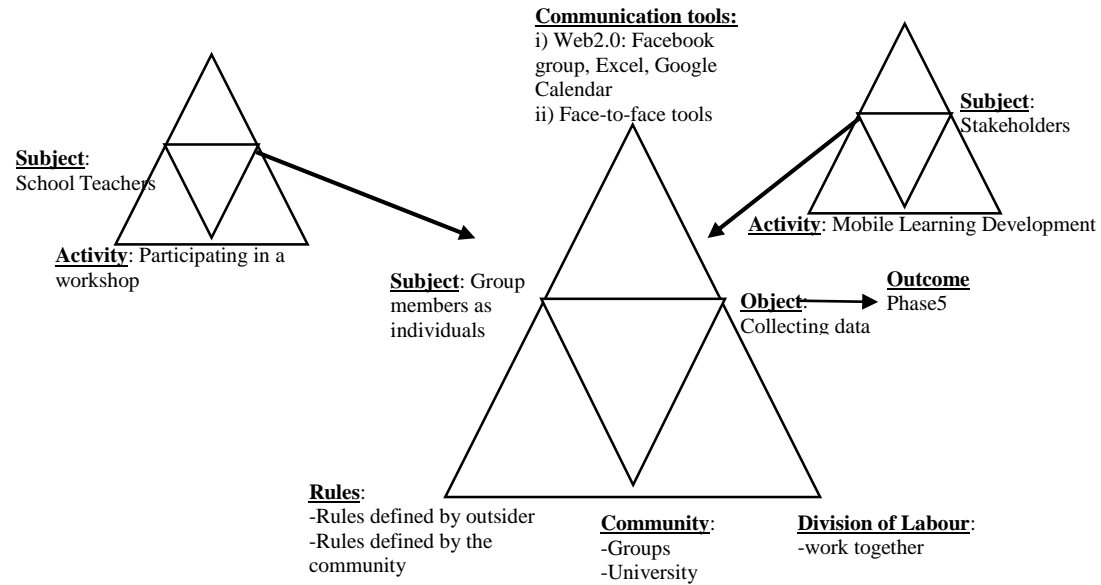 Communication tools:
i) Web2.0: Facebook
group, Excel, Google
Calendar
ii) Face-to-face tools
Subject:
Stakeholders
Subject:
School Teachers
Activity: Mobile Learning Development
Activity: Participating in a
workshop
Subject: Group
members as
individuals
Object:
Collecting data
Outcome
Phase5
Rules:
-Rules defined by outsider
-Rules defined by the
community
Community:
-Groups
-University
Division of Labour:
-work together